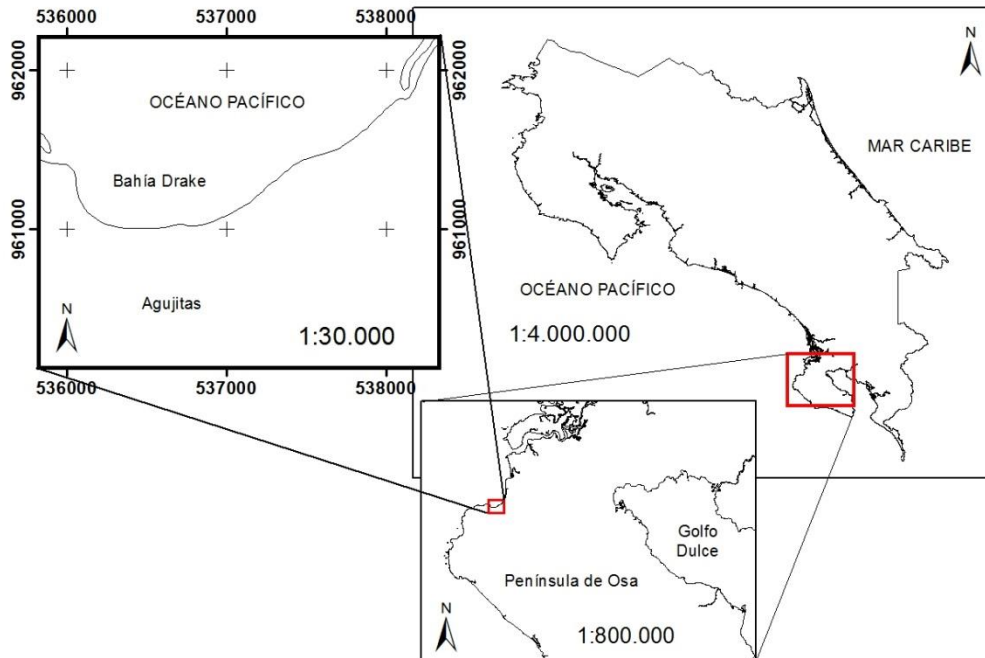 536000 537000 538000
962000
962000
OCÉANO PACÍFICO
Bahía Drake
961000
961000
Agujitas
N
1:30.000
536000 537000 538000
N
MAR CARIBE
OCÉANO PACÍFICO
1:4.000.000
Golfo
Dulce
Península de Osa
N
1:800.000